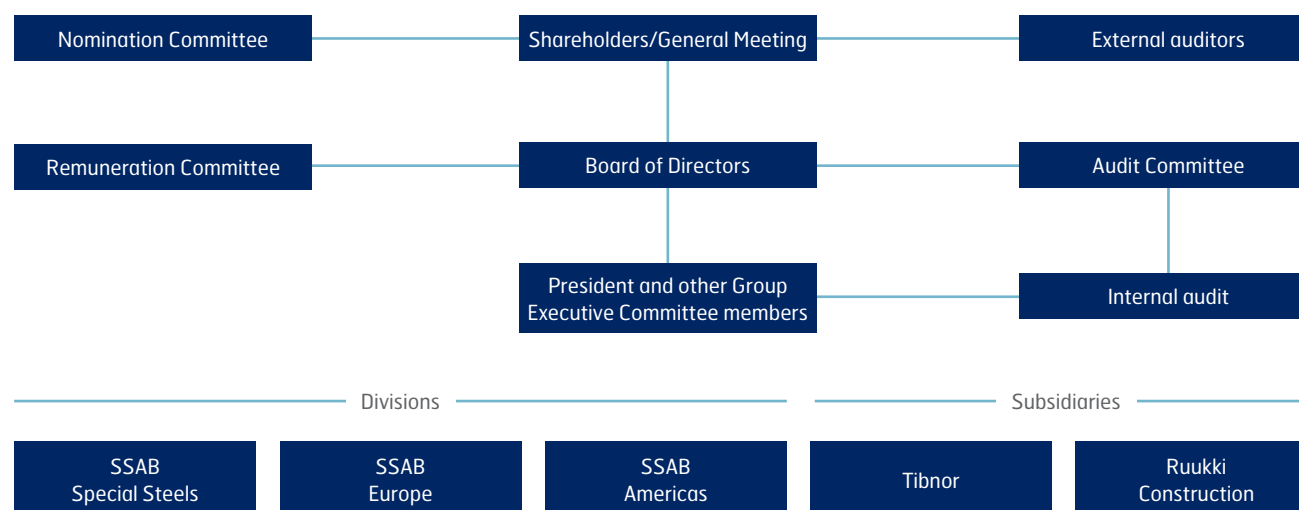 Nomination Committee
Shareholders/General Meeting
External auditors
Remuneration Committee
Board of Directors
Audit Committee
President and other Group
Executive Committee members
Internal audit
Divisions
Subsidiaries
SSAB
Special Steels
SSAB
Europe
SSAB
Americas
Tibnor
Ruukki
Construction